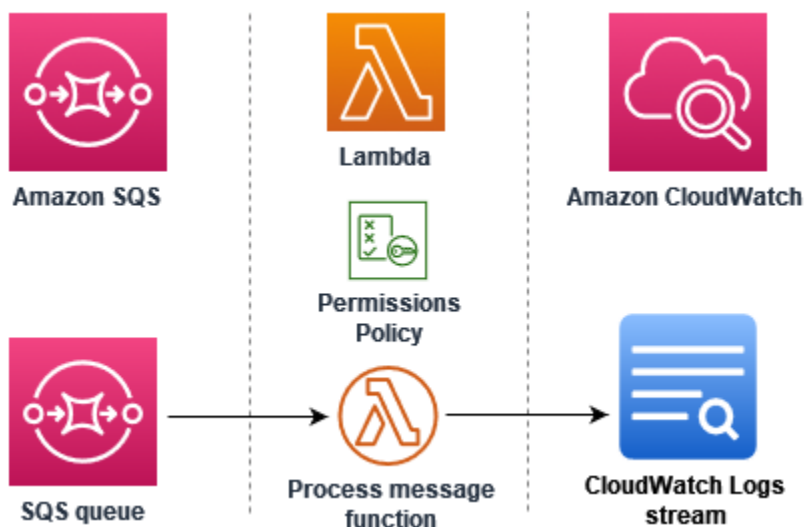 Amazon SQS
Lambda
Amazon CloudWatch
Permissions
Policy
SQS queue
Process message
function
CloudWatch Logs
stream